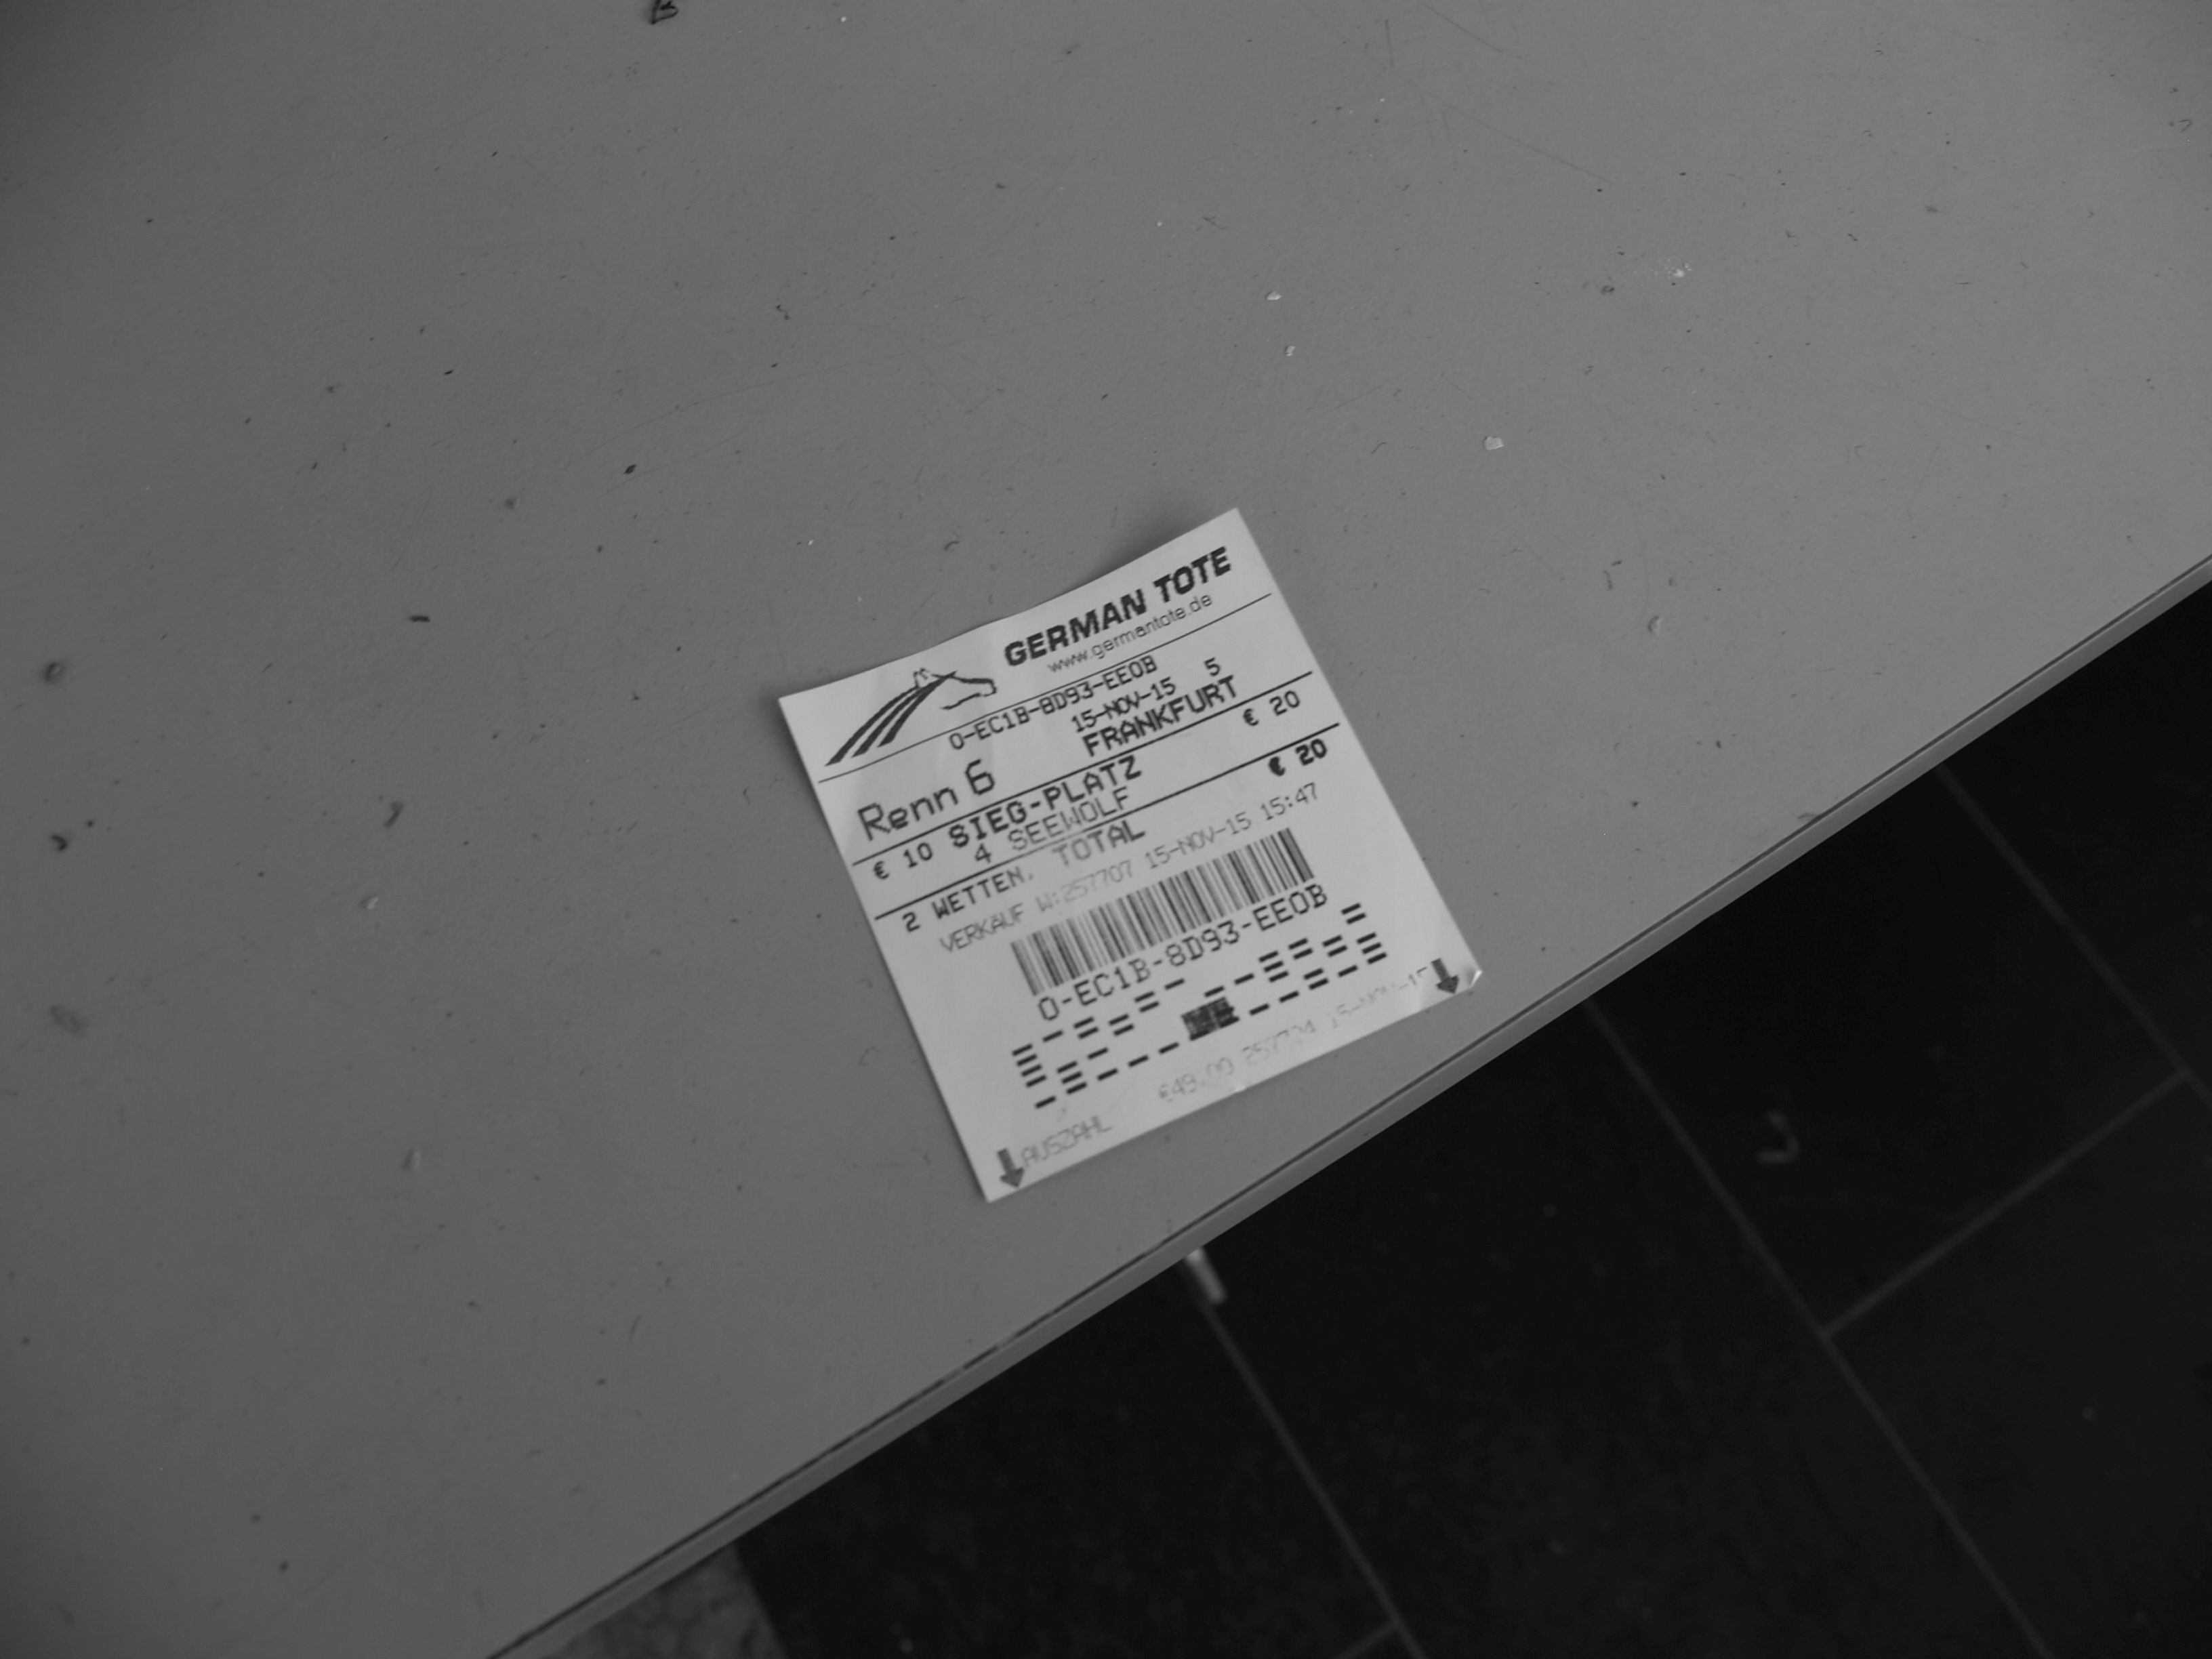 GERMAN TOTE
www.germantote.de
0-EC1B-8D93-EE0B
15-NOV-15 5
Renn 6 FRANKFURT
€ 10 SIEG-PLATZ € 20
4 SEEWOLF
2 WETTEN. TOTAL € 20
VERKAUF W:257707 15-NOV-15 15:47
0-EC1B-8D93-EE0B
AUSZAHL €49.00